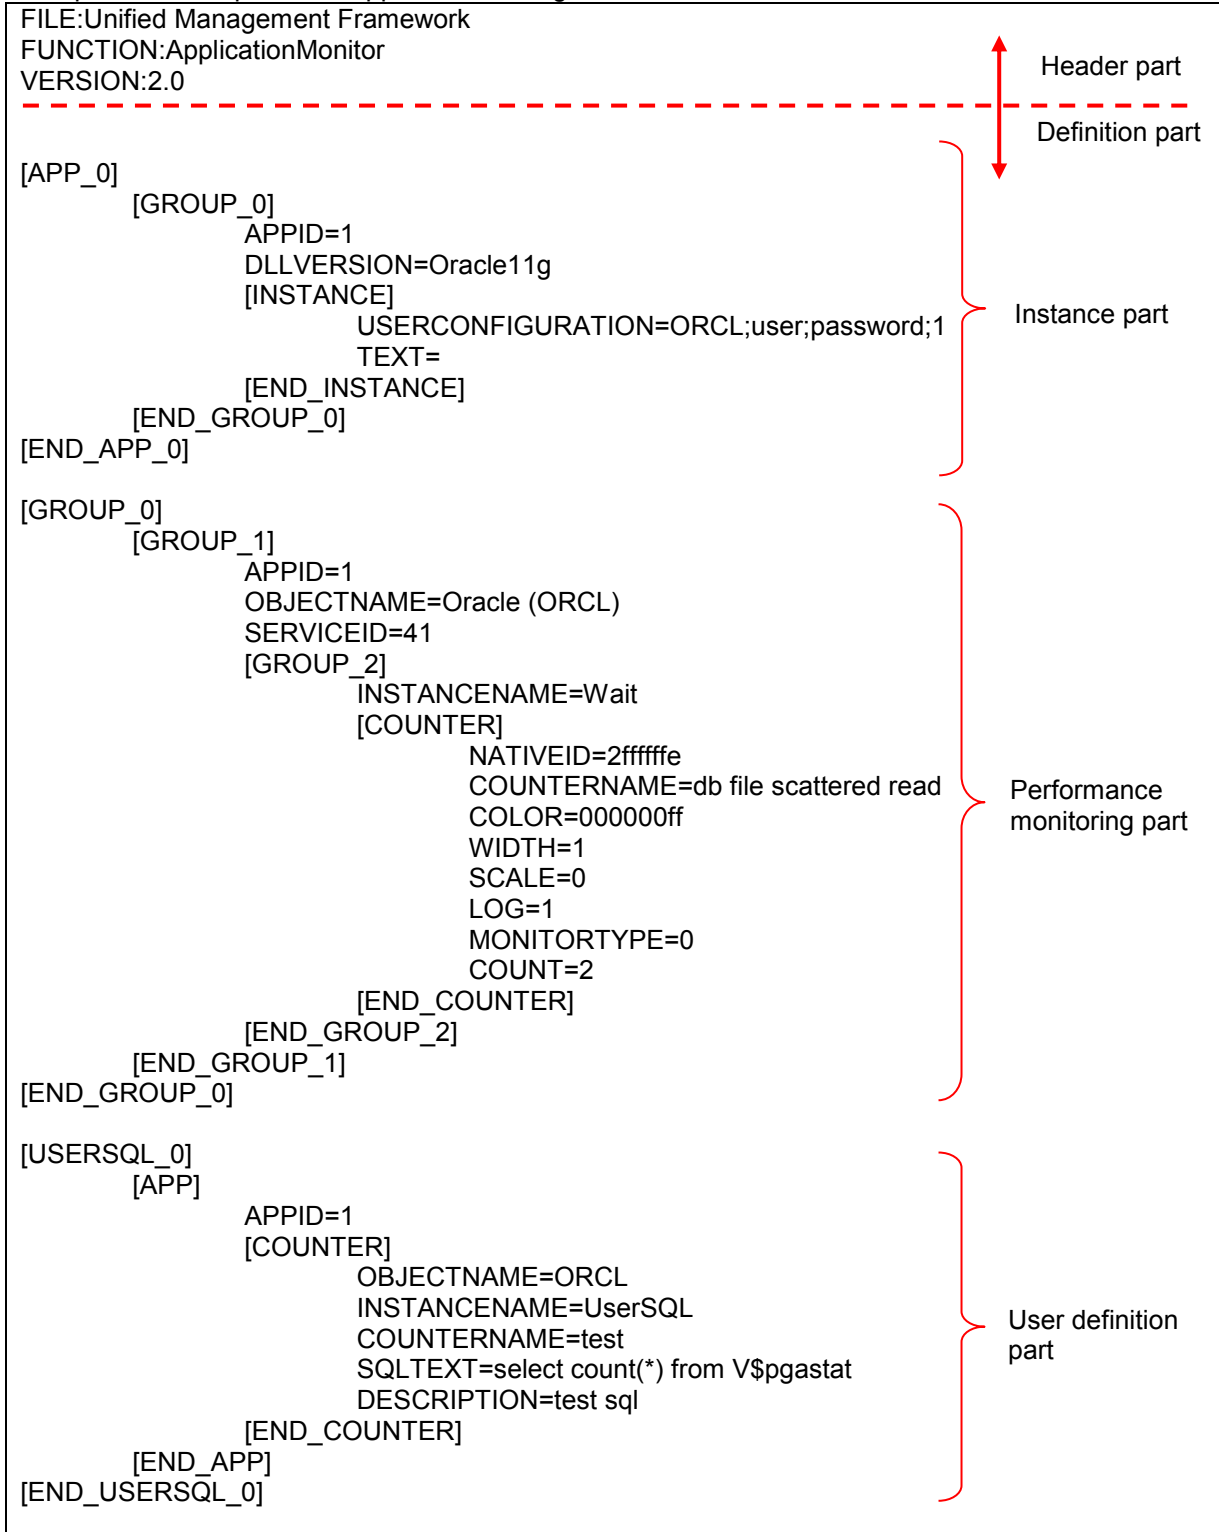 FILE:Unified Management Framework
FUNCTION:ApplicationMonitor
VERSION:2.0
Header part
Definition part
[APP_0]
[GROUP_0]
APPID=1
DLLVERSION=Oracle11g
[INSTANCE]
USERCONFIGURATION=ORCL;user;password;1
TEXT=
[END_INSTANCE]
[END_GROUP_0]
[END_APP_0]
Instance part
[GROUP_0]
[GROUP_1]
APPID=1
OBJECTNAME=Oracle (ORCL)
SERVICEID=41
[GROUP_2]
INSTANCENAME=Wait
[COUNTER]
NATIVEID=2ffffffe
COUNTERNAME=db file scattered read
COLOR=000000ff
WIDTH=1
SCALE=0
LOG=1
MONITORTYPE=0
COUNT=2
[END_COUNTER]
[END_GROUP_2]
[END_GROUP_1]
[END_GROUP_0]
Performance
monitoring part
[USERSQL_0]
[APP]
APPID=1
[COUNTER]
OBJECTNAME=ORCL
INSTANCENAME=UserSQL
COUNTERNAME=test
SQLTEXT=select count(*) from V$pgastat
DESCRIPTION=test sql
[END_COUNTER]
[END_APP]
[END_USERSQL_0]
User definition
part